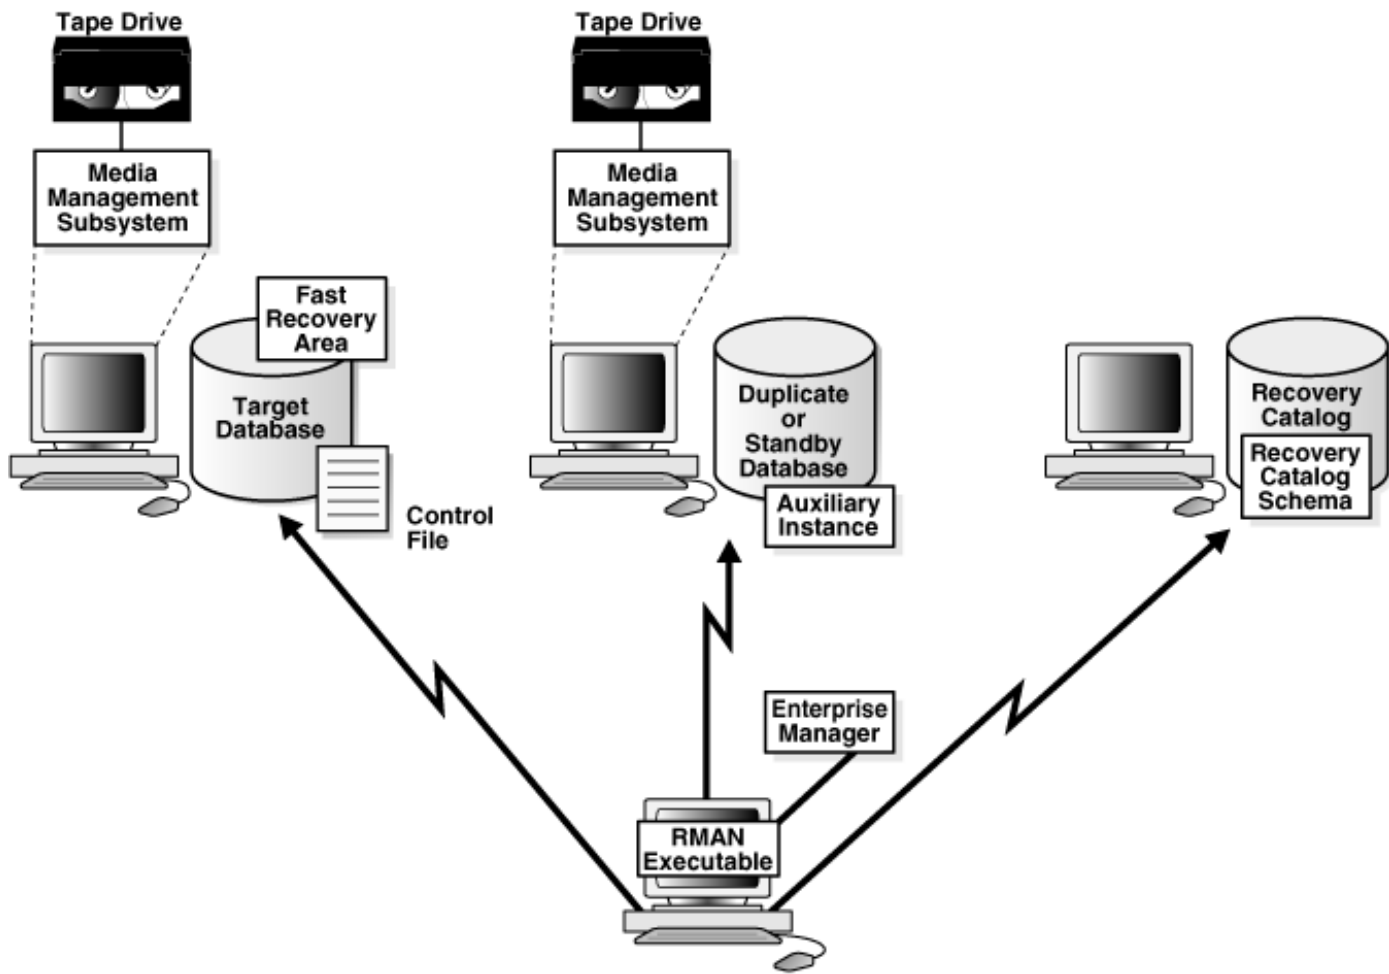 Tape Drive
Tape Drive
Media
Management
Subsystem
Media
Management
Subsystem
Fast
Recovery
Area
Target
Database
Control
File
Duplicate
or
Standby
Database
Auxiliary
Instance
Recovery
Catalog
Recovery
Catalog
Schema
Enterprise
Manager
RMAN
Executable